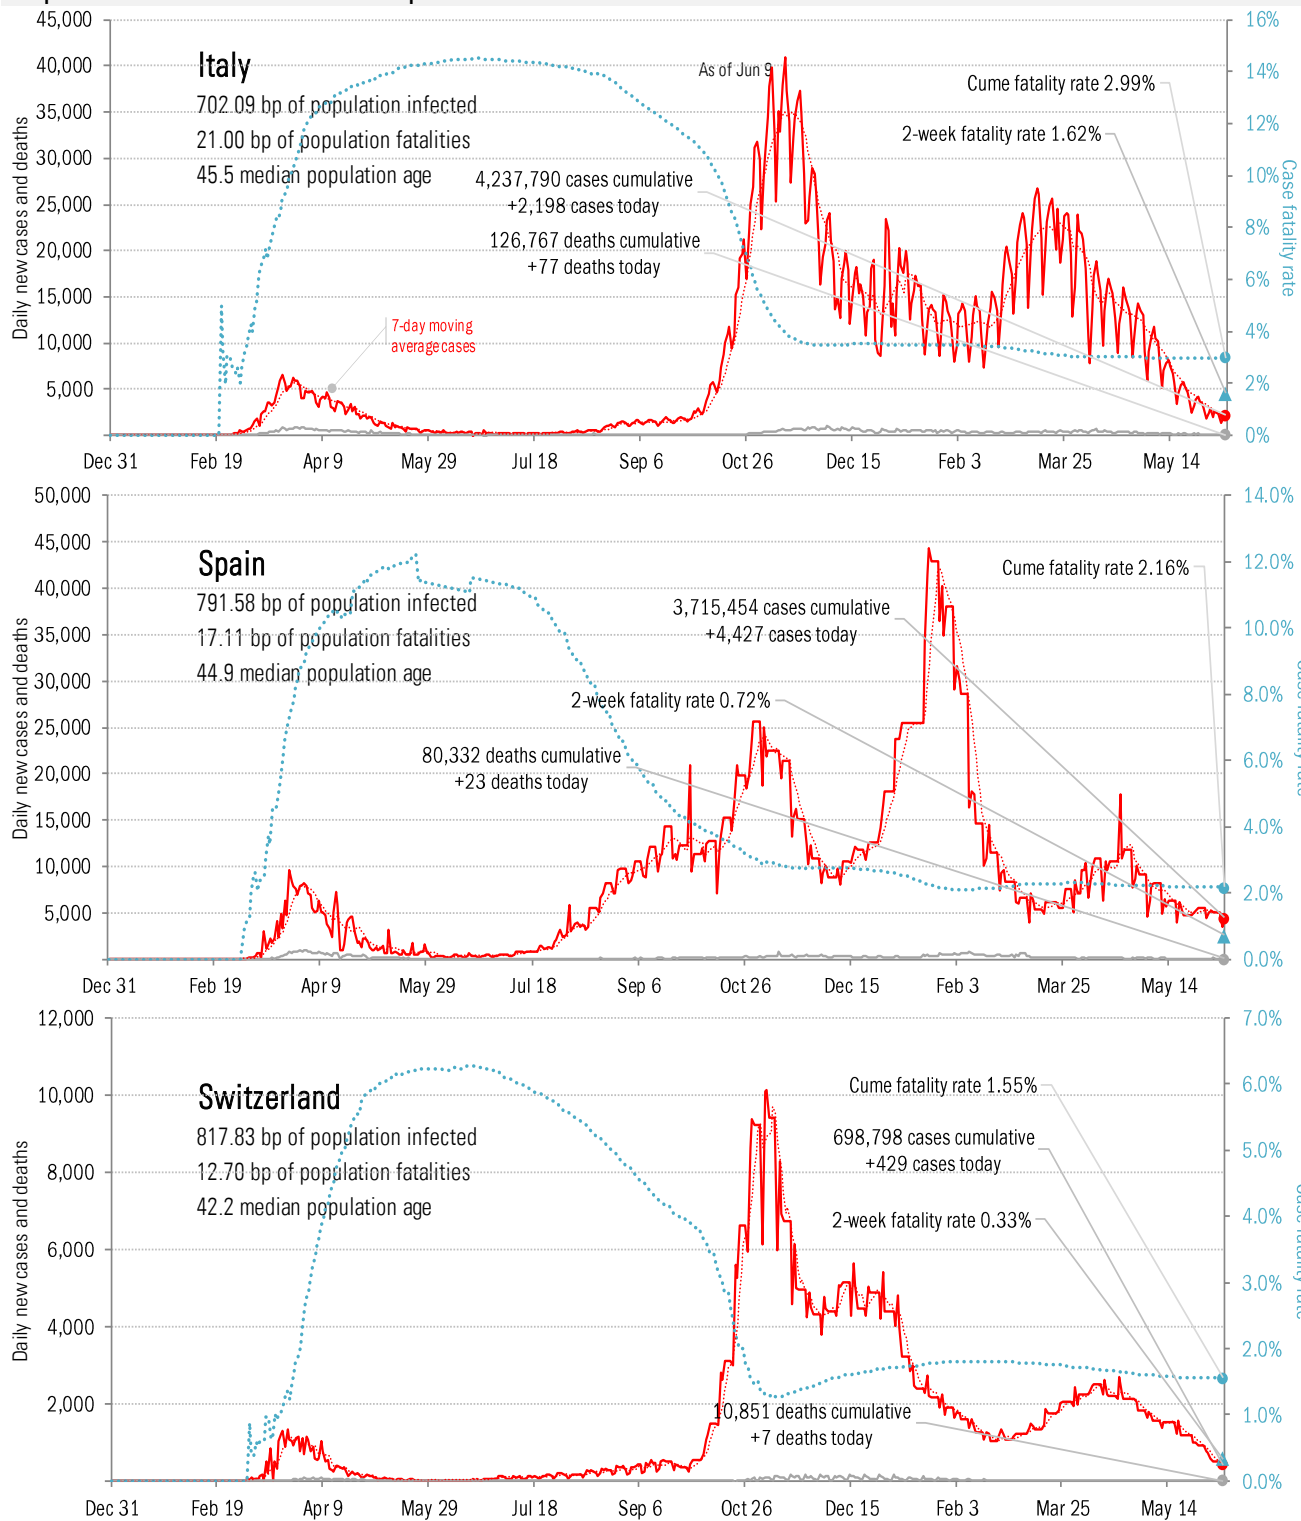 45,000
40,000
35,000
30,000
25,000
20,000
15,000
10,000
5,000
Daily new cases and deaths
Italy
702.09 bp of population infected
21.00 bp of population fatalities
45.5 median population age
As of Jun 9
4,237,790 cases cumulative
+2,198 cases today
126,767 deaths cumulative
+77 deaths today
7-day moving
average cases
Cume fatality rate 2.99%
2-week fatality rate 1.62%
16%
14%
12%
10%
8%
6%
4%
2%
0%
Case fatality rate
Dec 31 Feb 19 Apr 9 May 29 Jul 18 Sep 6 Oct 26 Dec 15 Feb 3 Mar 25 May 14
50,000
45,000
40,000
35,000
30,000
25,000
20,000
15,000
10,000
5,000
Daily new cases and deaths
Spain
791.58 bp of population infected
17.11 bp of population fatalities
44.9 median population age
Cume fatality rate 2.16%
3,715,454 cases cumulative
+4,427 cases today
2-week fatality rate 0.72%
80,332 deaths cumulative
+23 deaths today
14.0%
12.0%
10.0%
8.0%
6.0%
4.0%
2.0%
0.0%
Dec 31 Feb 19 Apr 9 May 29 Jul 18 Sep 6 Oct 26 Dec 15 Feb 3 Mar 25 May 14
12,000
10,000
8,000
6,000
4,000
2,000
Daily new cases and deaths
Switzerland
817.83 bp of population infected
12.70 bp of population fatalities
42.2 median population age
Cume fatality rate 1.55%
698,798 cases cumulative
+429 cases today
2-week fatality rate 0.33%
10,851 deaths cumulative
+7 deaths today
7.0%
6.0%
5.0%
4.0%
3.0%
2.0%
1.0%
0.0%
Dec 31 Feb 19 Apr 9 May 29 Jul 18 Sep 6 Oct 26 Dec 15 Feb 3 Mar 25 May 14